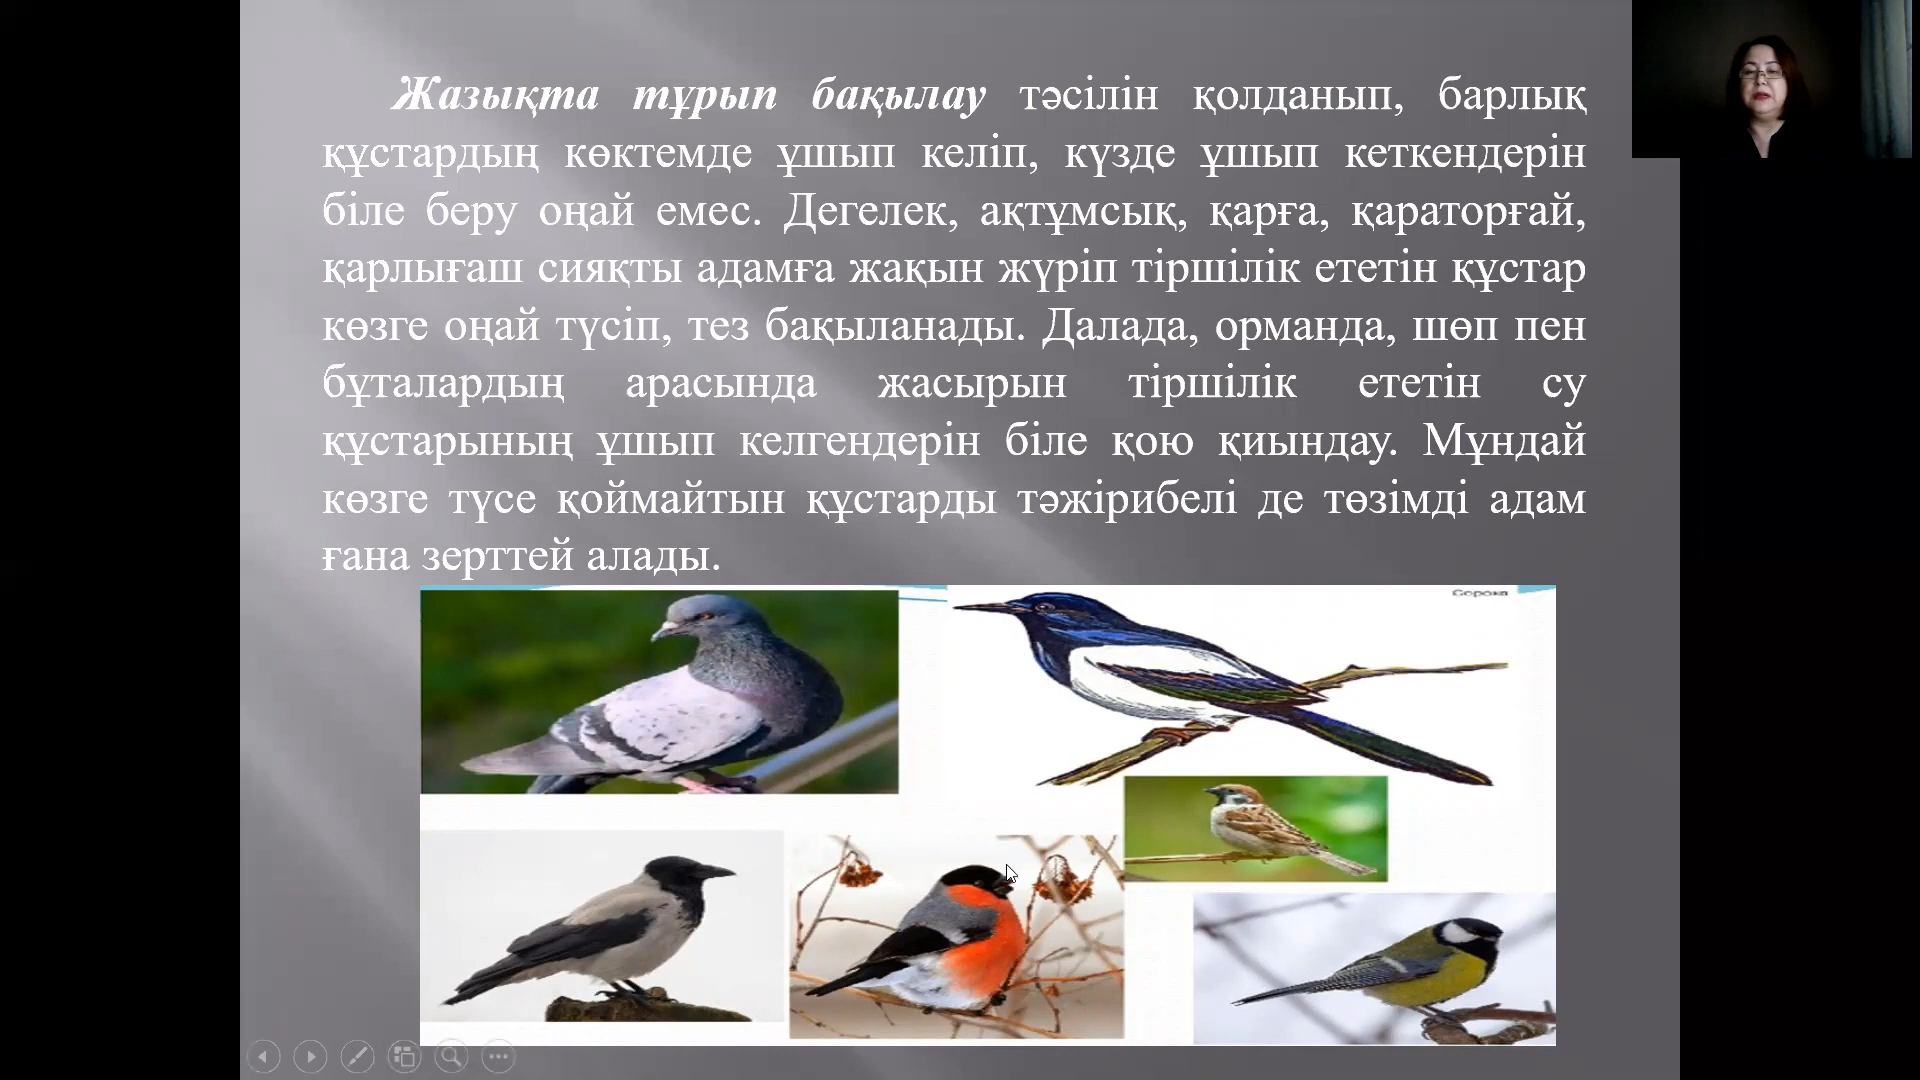 Жазықта тұрып бақылау тәсілін қолданып, барлық
құстардың көктемде ұшып келіп, күзде ұшып кеткендерін
біле беру оңай емес. Дегелек, ақтұмсық, қарға, қараторғай,
қарлығаш сияқты адамға жақын жүріп тіршілік ететін құстар
көзге оңай түсіп, тез бақыланады. Далада, орманда, шөп пен
бұталардың арасында жасырын тіршілік ететін су
құстарының ұшып келгендерін біле қою қиындау. Мұндай
көзге түсе қоймайтын құстарды тәжірибелі де төзімді адам
ғана зерттей алады.
Сорока